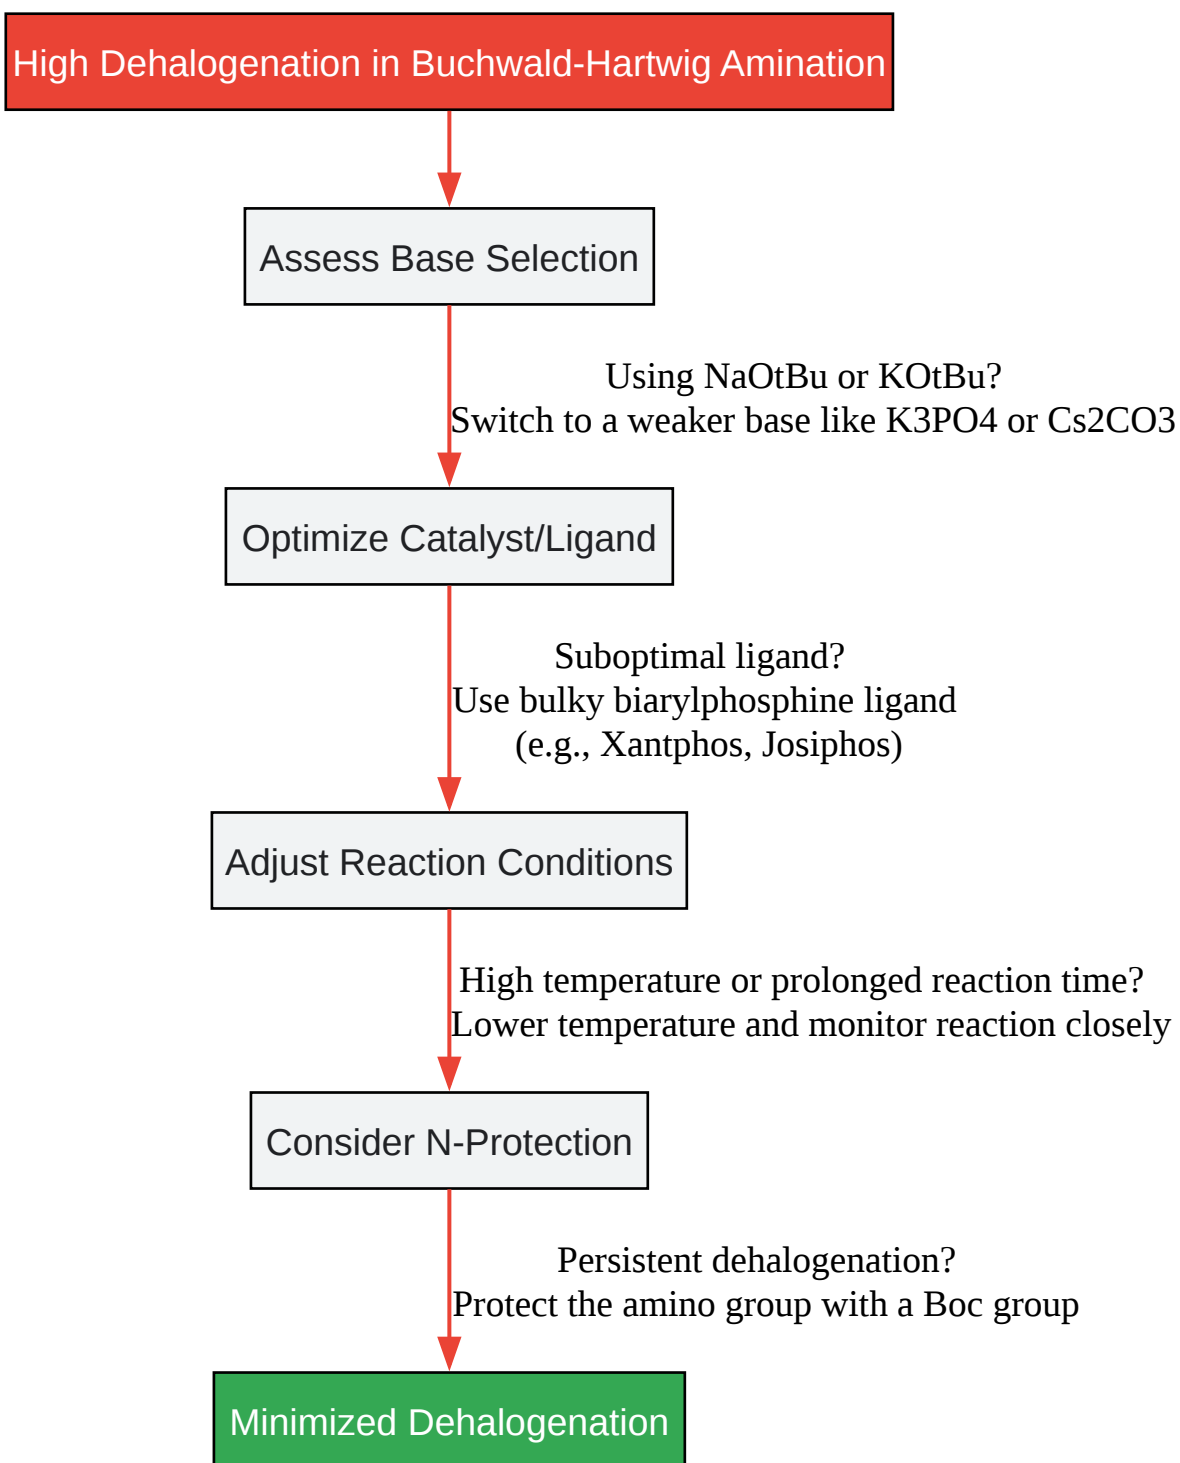 High Dehalogenation in Buchwald-Hartwig Amination
Assess Base Selection
Using NaOtBu or KOtBu?
Switch to a weaker base like K3PO4 or Cs2CO3
Optimize Catalyst/Ligand
Suboptimal ligand?
Use bulky biarylphosphine ligand
(e.g., Xantphos, Josiphos)
Adjust Reaction Conditions
High temperature or prolonged reaction time?
Lower temperature and monitor reaction closely
Consider N-Protection
Persistent dehalogenation?
Protect the amino group with a Boc group
Minimized Dehalogenation